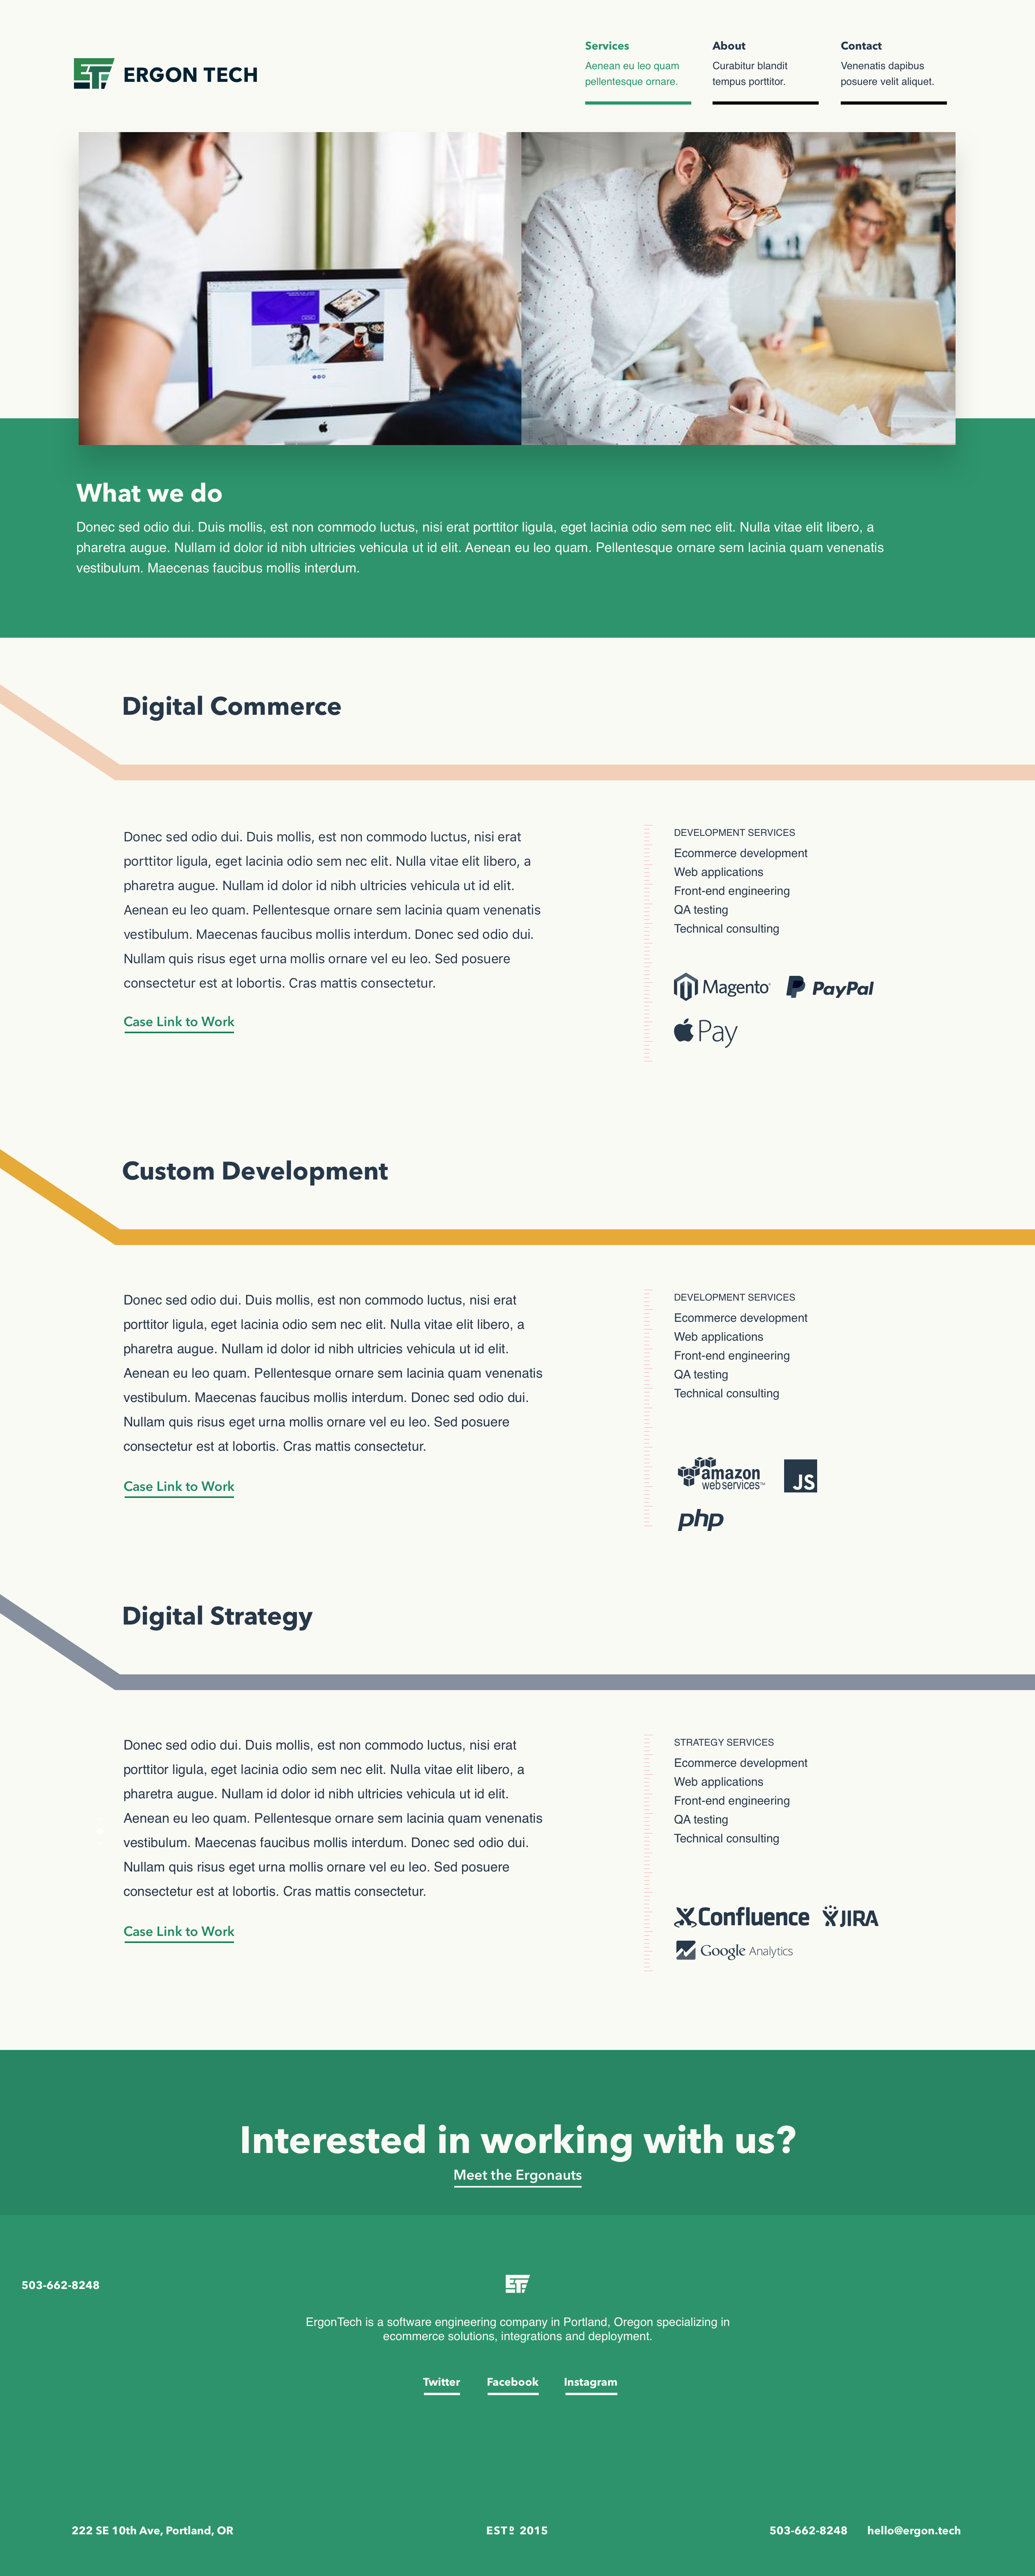 ERGON TECH
Services
Aenean eu leo quam
pellentesque ornare.
About
Curabitur blandit
tempus porttitor.
Contact
Venenatis dapibus
posuere velit aliquet.
What we do
Donec sed odio dui. Duis mollis, est non commodo luctus, nisi erat porttitor ligula, eget lacinia odio sem nec elit. Nulla vitae elit libero, a
pharetra augue. Nullam id dolor id nibh ultricies vehicula ut id elit. Aenean eu leo quam. Pellentesque ornare sem lacinia quam venenatis
vestibulum. Maecenas faucibus mollis interdum.
Digital Commerce
Donec sed odio dui. Duis mollis, est non commodo luctus, nisi erat
porttitor ligula, eget lacinia odio sem nec elit. Nulla vitae elit libero, a
pharetra augue. Nullam id dolor id nibh ultricies vehicula ut id elit.
Aenean eu leo quam. Pellentesque ornare sem lacinia quam venenatis
vestibulum. Maecenas faucibus mollis interdum. Donec sed odio dui.
Nullam quis risus eget urna mollis ornare vel eu leo. Sed posuere
consectetur est at lobortis. Cras mattis consectetur.
Case Link to Work
DEVELOPMENT SERVICES
Ecommerce development
Web applications
Front-end engineering
QA testing
Technical consulting
Magento PayPal
Pay
Custom Development
Donec sed odio dui. Duis mollis, est non commodo luctus, nisi erat
porttitor ligula, eget lacinia odio sem nec elit. Nulla vitae elit libero, a
pharetra augue. Nullam id dolor id nibh ultricies vehicula ut id elit.
Aenean eu leo quam. Pellentesque ornare sem lacinia quam venenatis
vestibulum. Maecenas faucibus mollis interdum. Donec sed odio dui.
Nullam quis risus eget urna mollis ornare vel eu leo. Sed posuere
consectetur est at lobortis. Cras mattis consectetur.
Case Link to Work
DEVELOPMENT SERVICES
Ecommerce development
Web applications
Front-end engineering
QA testing
Technical consulting
amazon
web services™
JS
php
Digital Strategy
Donec sed odio dui. Duis mollis, est non commodo luctus, nisi erat
porttitor ligula, eget lacinia odio sem nec elit. Nulla vitae elit libero, a
pharetra augue. Nullam id dolor id nibh ultricies vehicula ut id elit.
Aenean eu leo quam. Pellentesque ornare sem lacinia quam venenatis
vestibulum. Maecenas faucibus mollis interdum. Donec sed odio dui.
Nullam quis risus eget urna mollis ornare vel eu leo. Sed posuere
consectetur est at lobortis. Cras mattis consectetur.
Case Link to Work
STRATEGY SERVICES
Ecommerce development
Web applications
Front-end engineering
QA testing
Technical consulting
Confluence JIRA
Google Analytics
Interested in working with us?
Meet the Ergonauts
503-662-8248
ErgonTech is a software engineering company in Portland, Oregon specializing in
ecommerce solutions, integrations and deployment.
Twitter Facebook Instagram
222 SE 10th Ave, Portland, OR
EST 2015
503-662-8248 hello@ergon.tech